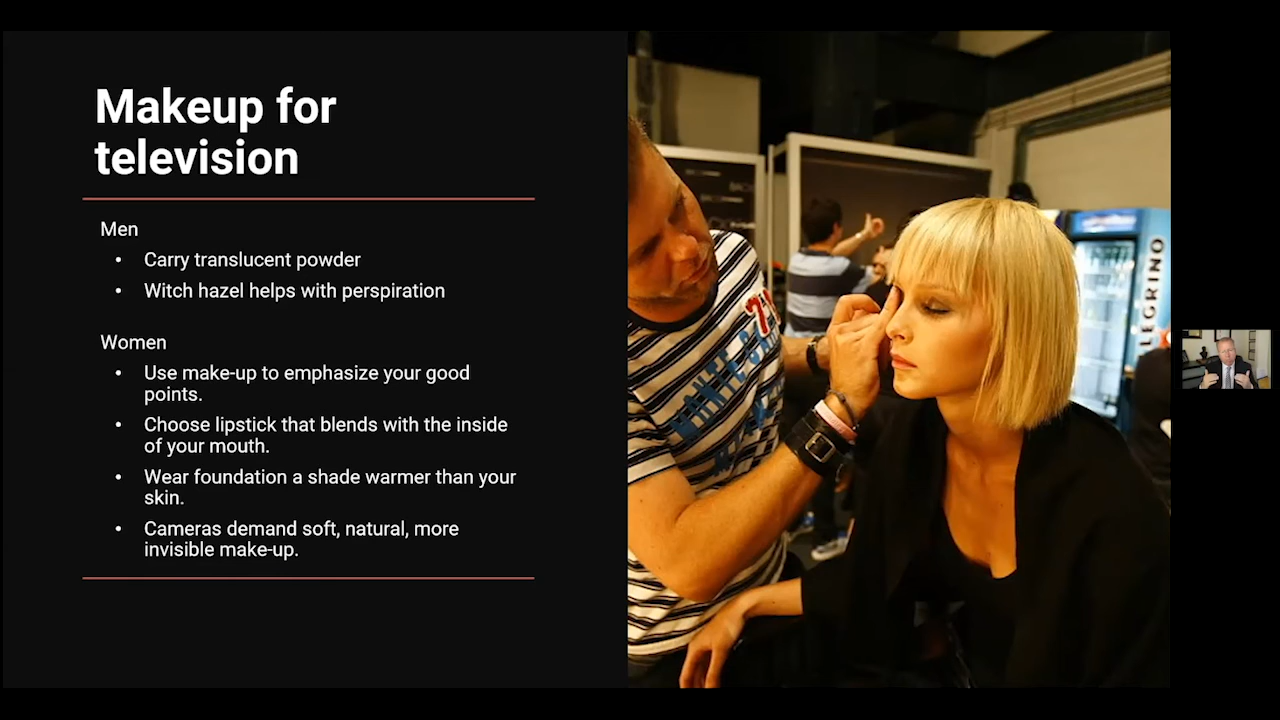 Makeup for
television
Men
• Carry translucent powder
• Witch hazel helps with perspiration
Women
• Use make-up to emphasize your good
points.
• Choose lipstick that blends with the inside
of your mouth.
• Wear foundation a shade warmer than your
skin.
• Cameras demand soft, natural, more
invisible make-up.
LEGRINO